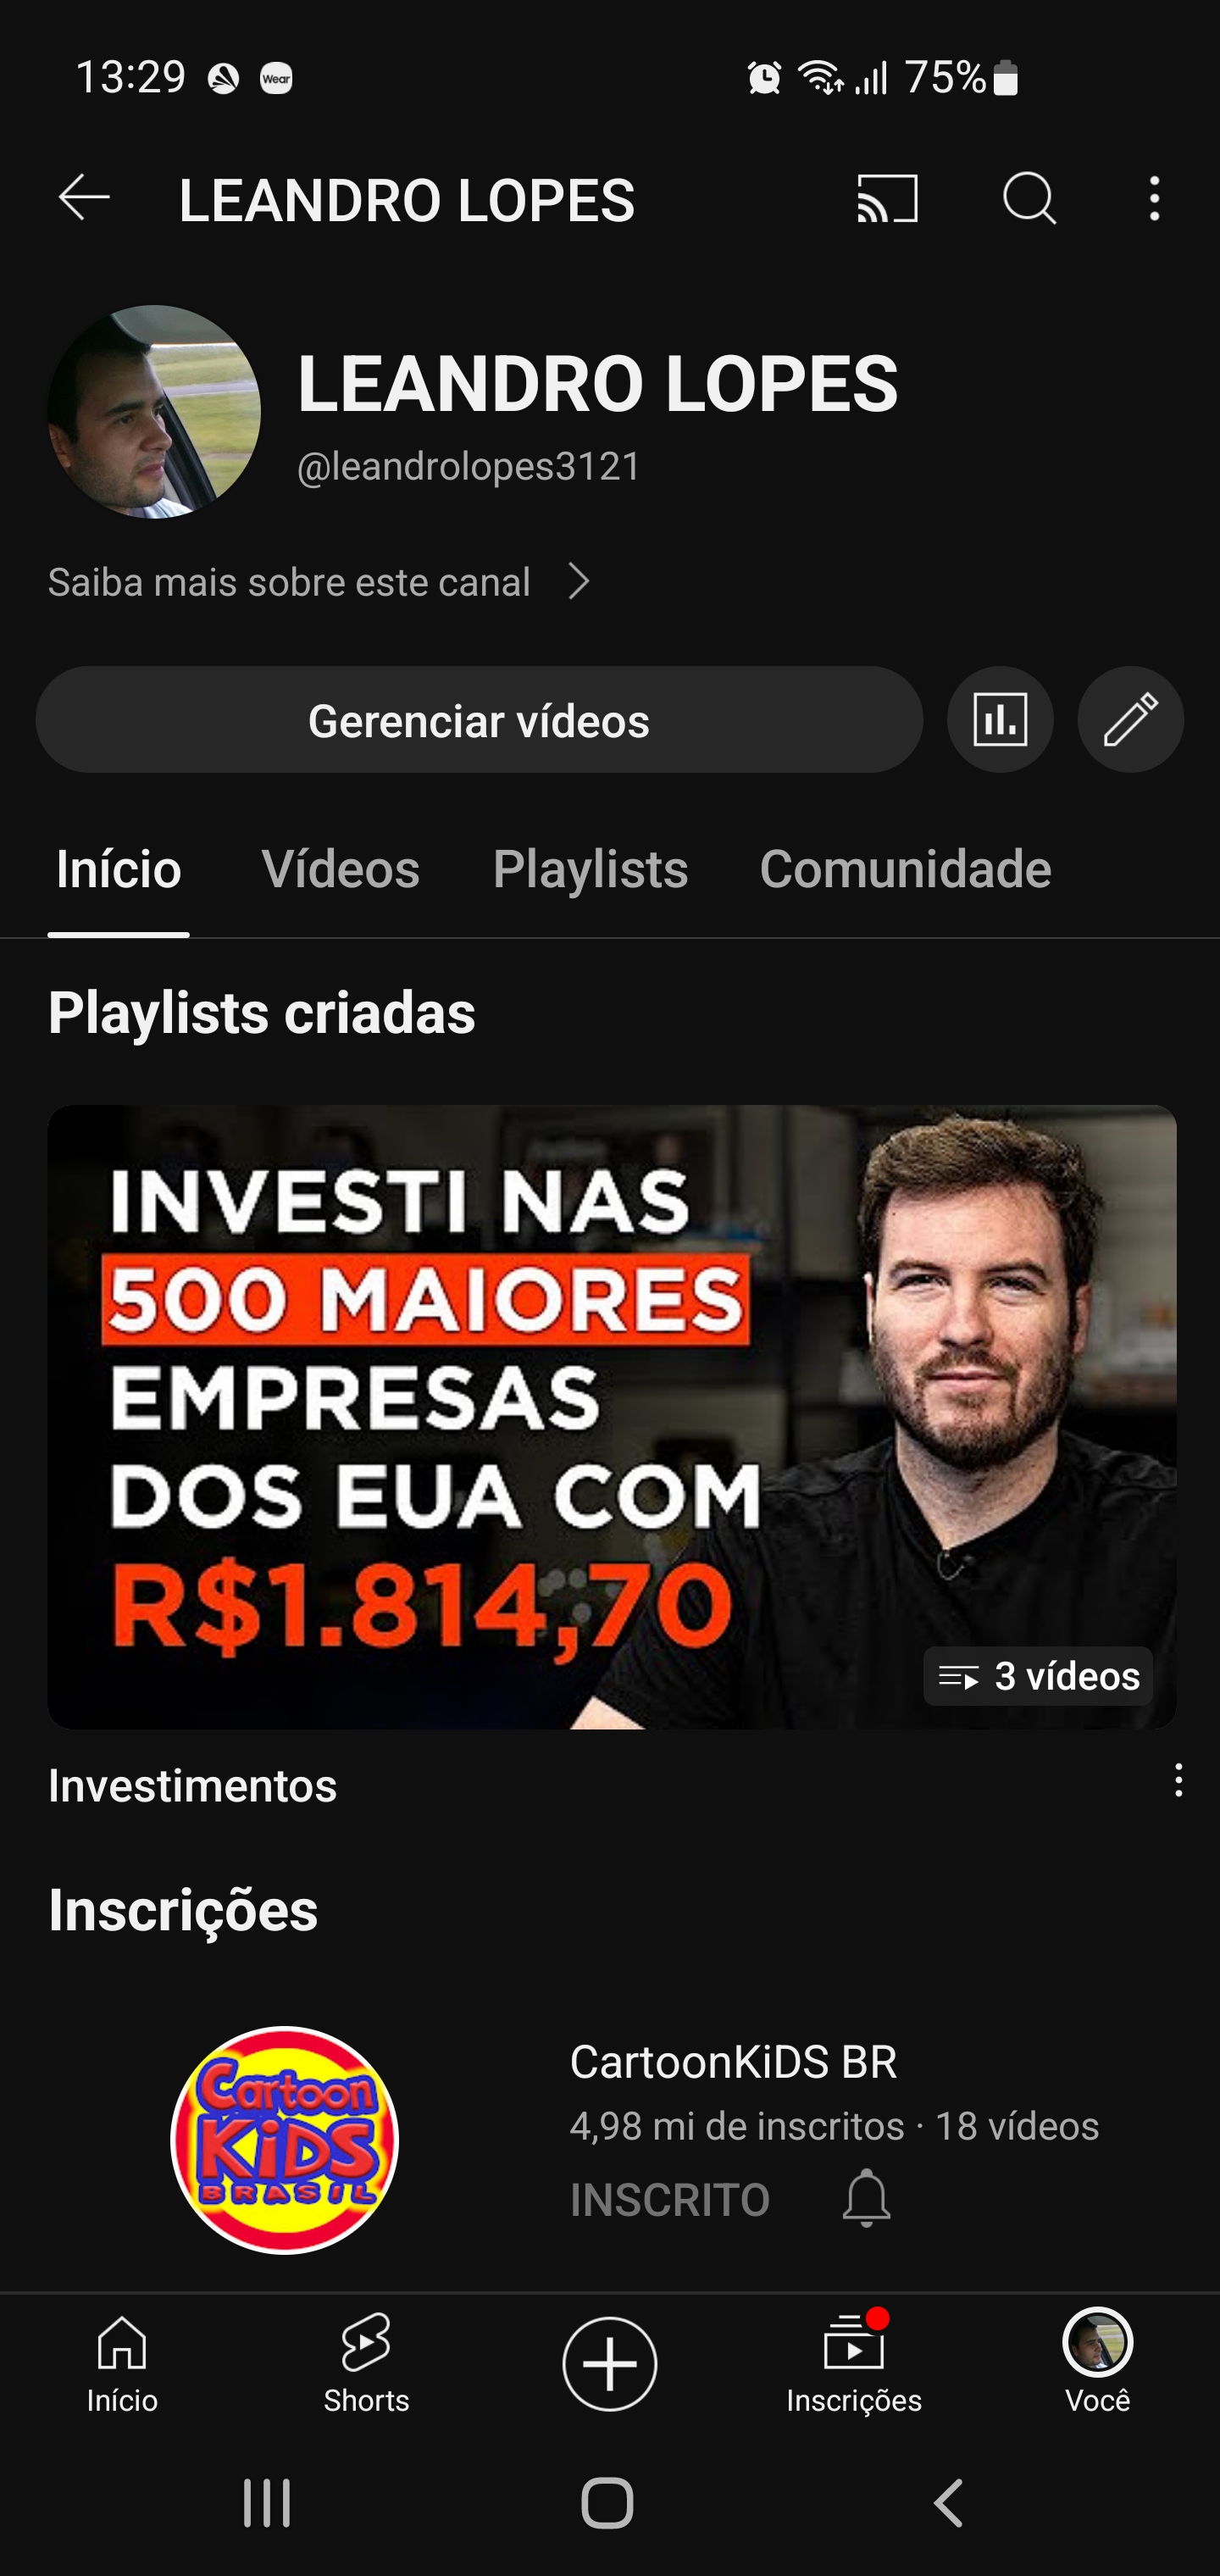 13:29
Wear
75%
LEANDRO LOPES
LEANDRO LOPES
@leandrolopes3121
Saiba mais sobre este canal
Gerenciar vídeos
Início Vídeos Playlists Comunidade
Playlists criadas
INVESTI NAS
500 MAIORES
EMPRESAS
DOS EUA COM
R$1.814,70
3 vídeos
Investimentos
Inscrições
Cartoon
KiDS
BRASIL
CartoonKiDS BR
4,98 mi de inscritos · 18 vídeos
INSCRITO
Início Shorts Inscrições Você